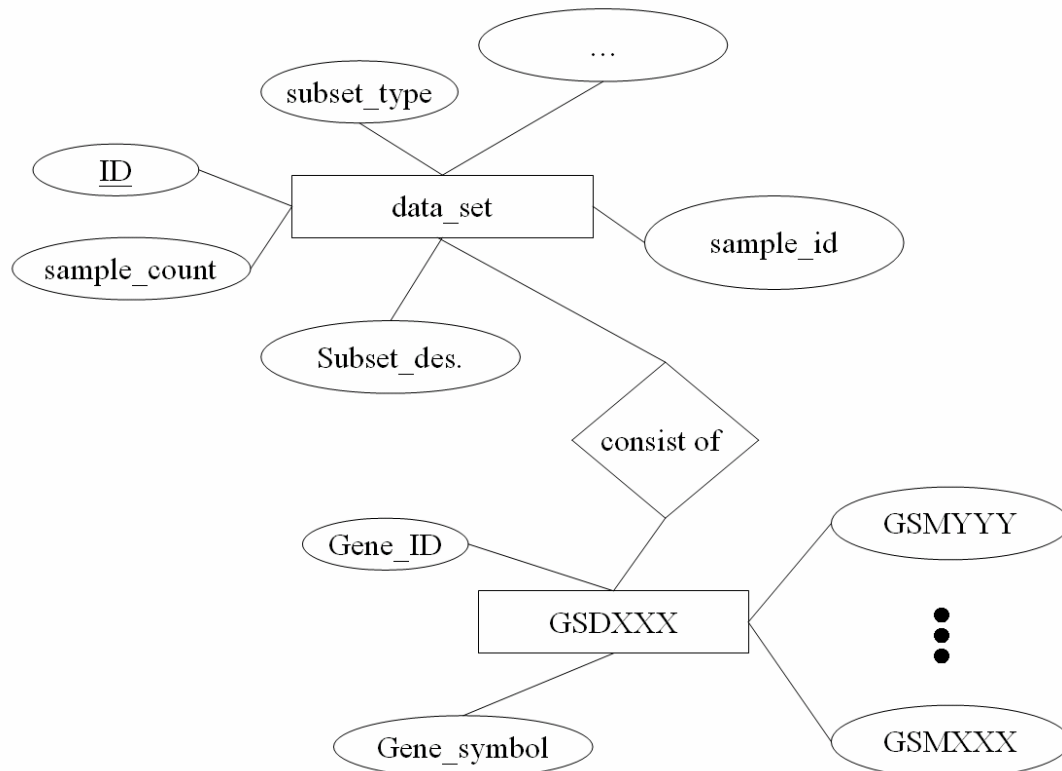 ...
subset_type
ID
data_set
sample_id
sample_count
Subset_des.
consist of
GSMYYY
Gene_ID
GSDXXX
GSMXXX
Gene_symbol